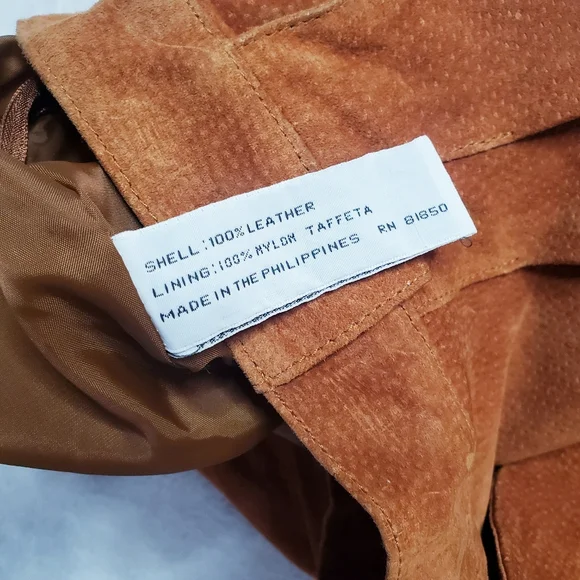 SHELL:100% LEATHER
LINING:100% NYLON TAFFETA
MADE IN THE PHILIPPINES RN 81650